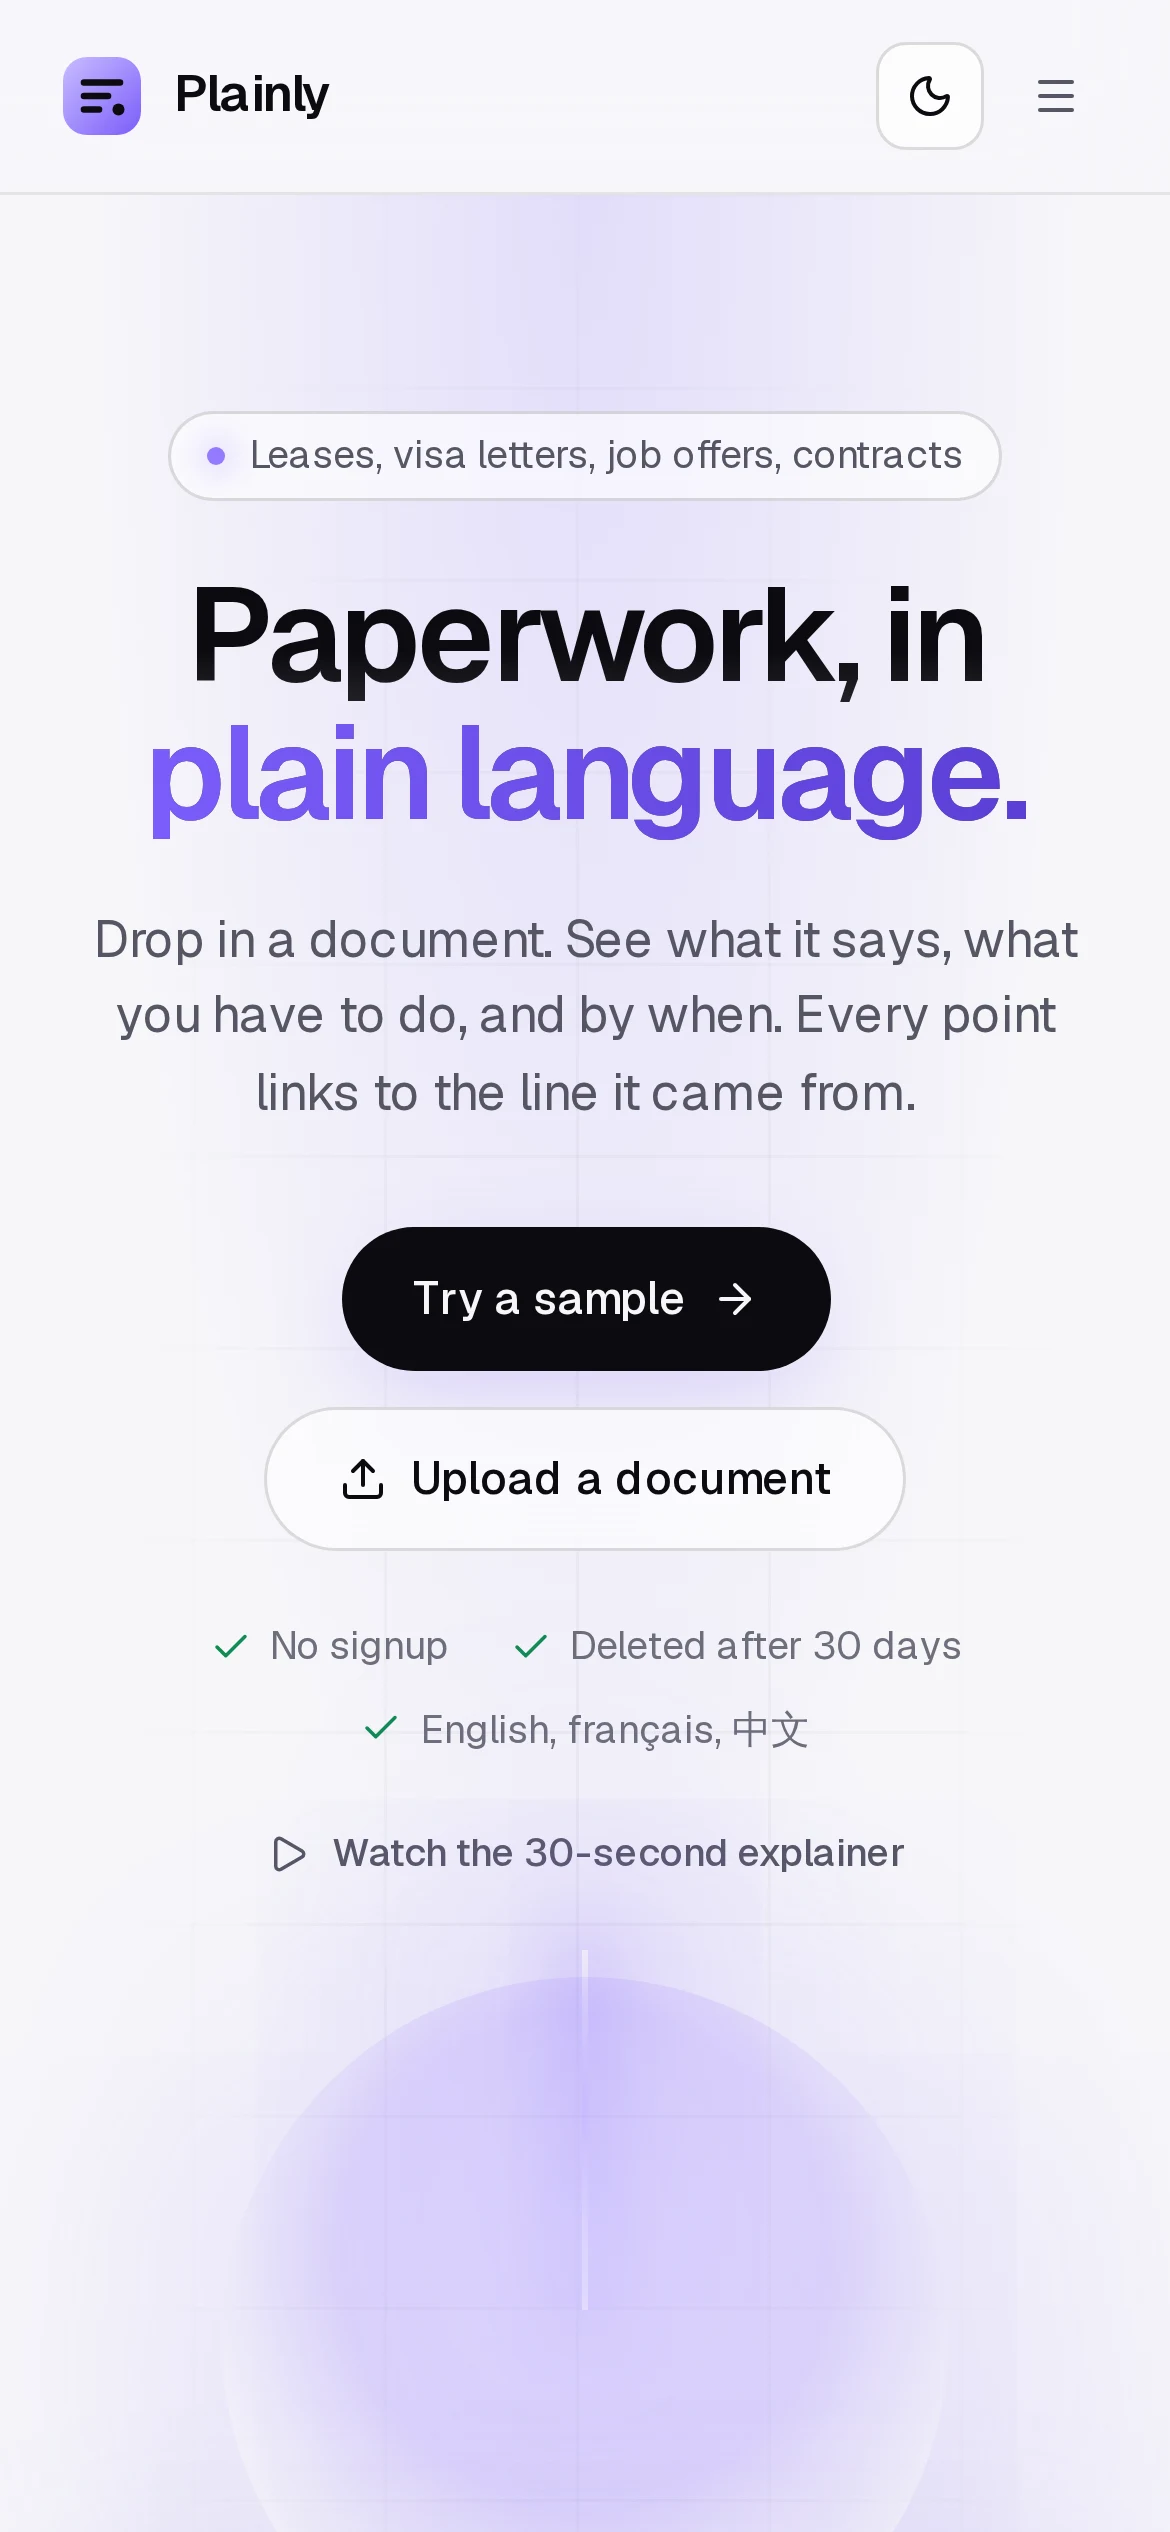 Plainly
Leases, visa letters, job offers, contracts
Paperwork, in
plain language.
Drop in a document. See what it says, what
you have to do, and by when. Every point
links to the line it came from.
Try a sample
Upload a document
No signup
Deleted after 30 days
English, français, 中文
Watch the 30-second explainer